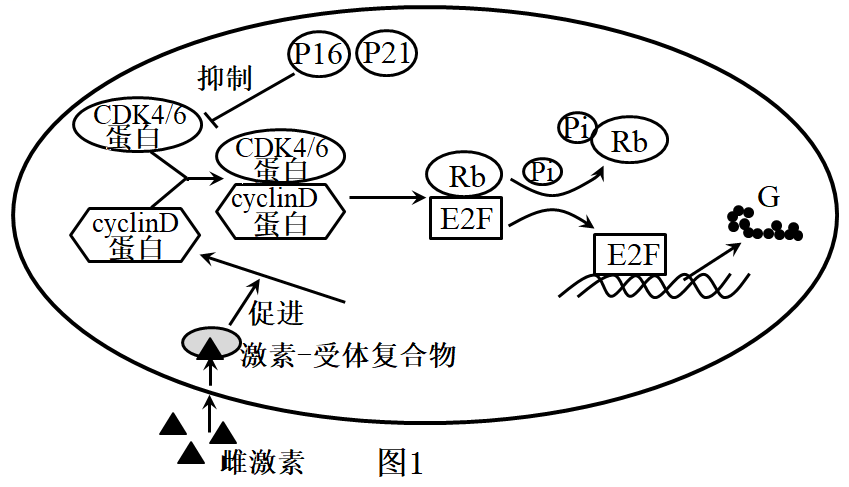 P16
P21
抑制
CDK4/6
蛋白
CDK4/6
蛋白
cyclinD
蛋白
cyclinD
蛋白
Rb
E2F
Pi
Pi
Rb
E2F
G
促进
激素-受体复合物
雌激素
图1